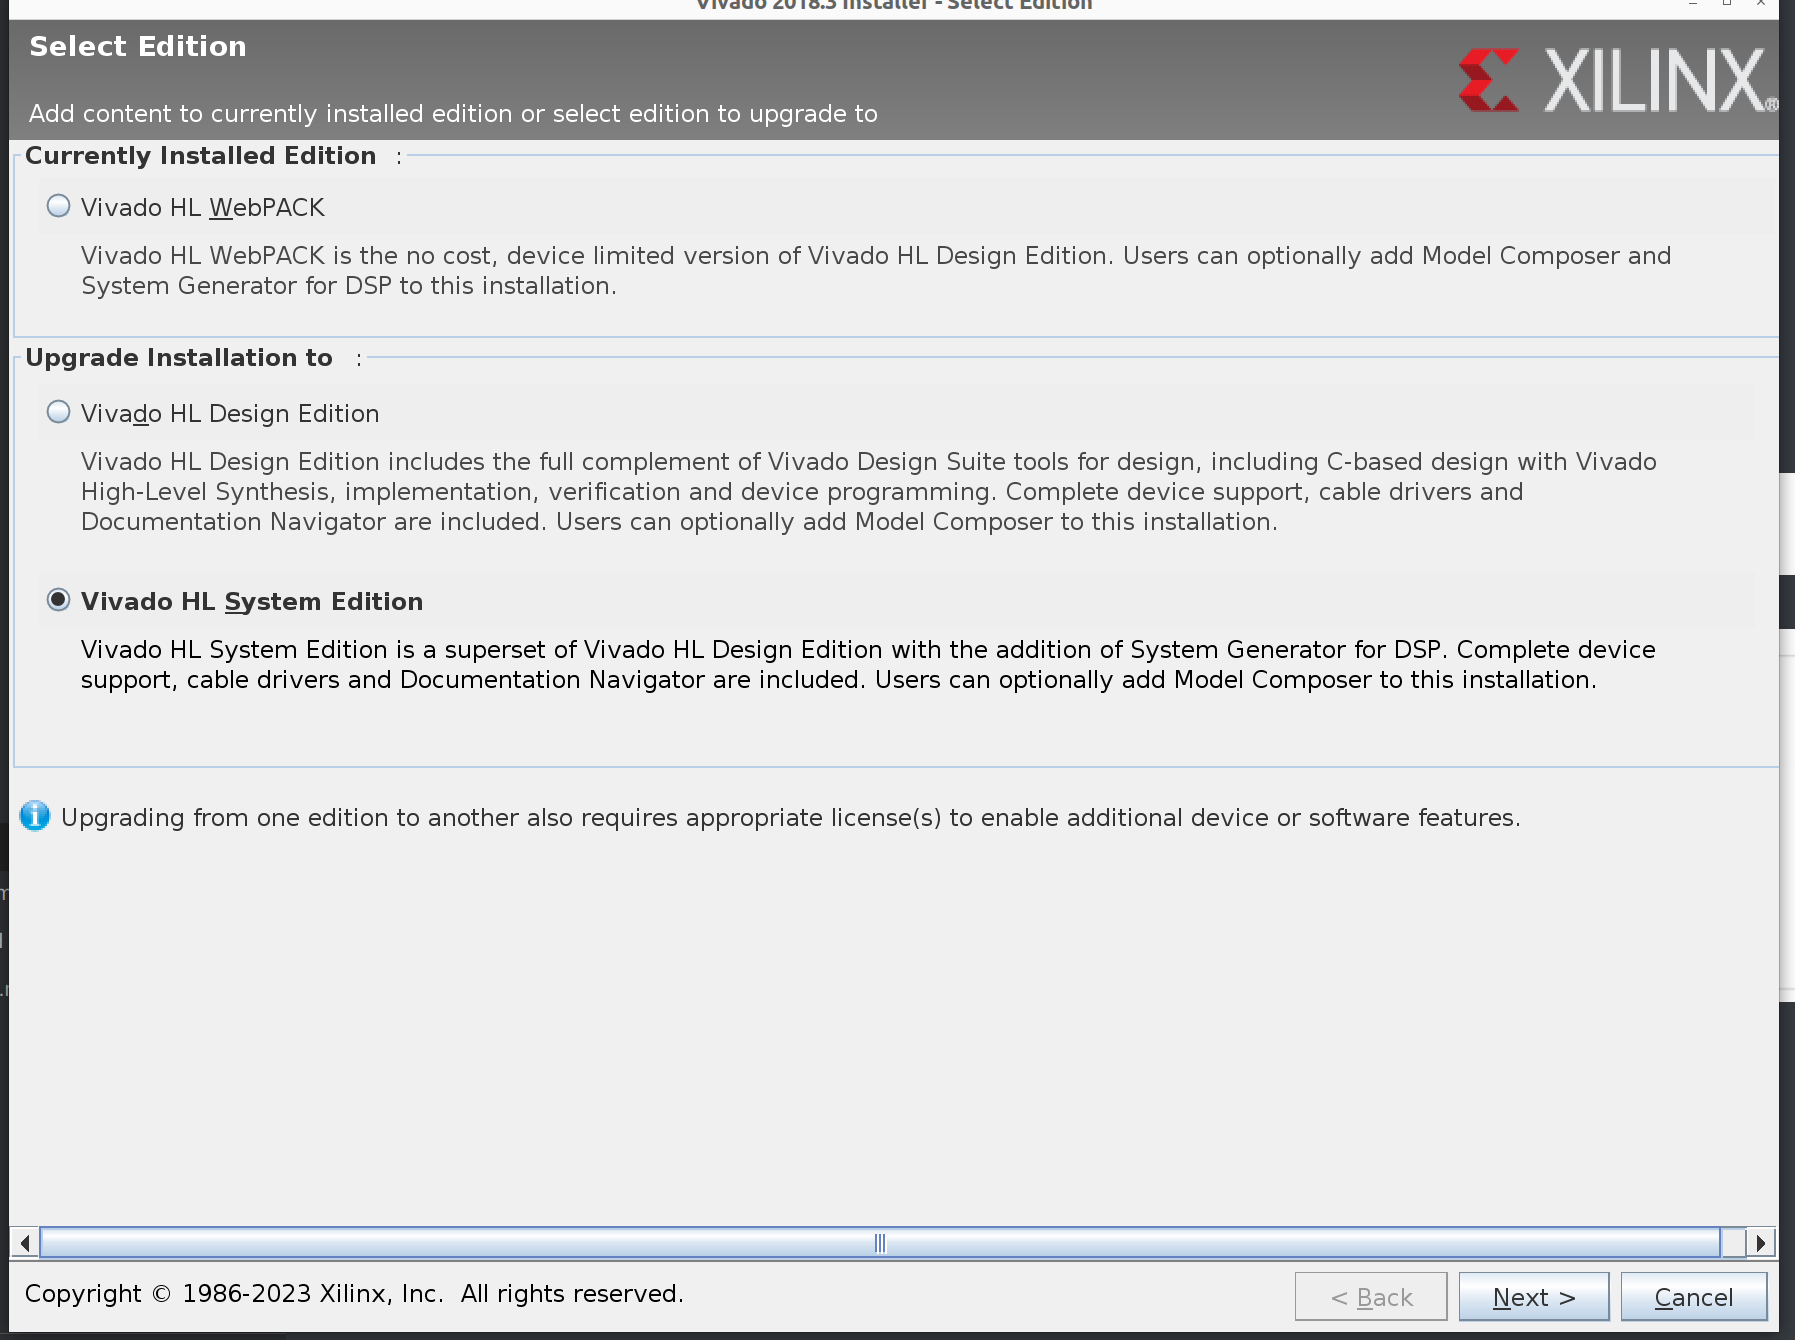 Vivado 2018.3 Installer - Select Edition
Select Edition
XILINX®
Add content to currently installed edition or select edition to upgrade to
Currently Installed Edition :
Vivado HL WebPACK
Vivado HL WebPACK is the no cost, device limited version of Vivado HL Design Edition. Users can optionally add Model Composer and
System Generator for DSP to this installation.
Upgrade Installation to :
Vivado HL Design Edition
Vivado HL Design Edition includes the full complement of Vivado Design Suite tools for design, including C-based design with Vivado
High-Level Synthesis, implementation, verification and device programming. Complete device support, cable drivers and
Documentation Navigator are included. Users can optionally add Model Composer to this installation.
Vivado HL System Edition
Vivado HL System Edition is a superset of Vivado HL Design Edition with the addition of System Generator for DSP. Complete device
support, cable drivers and Documentation Navigator are included. Users can optionally add Model Composer to this installation.
Upgrading from one edition to another also requires appropriate license(s) to enable additional device or software features.
Copyright © 1986-2023 Xilinx, Inc. All rights reserved.
< Back
Next >
Cancel